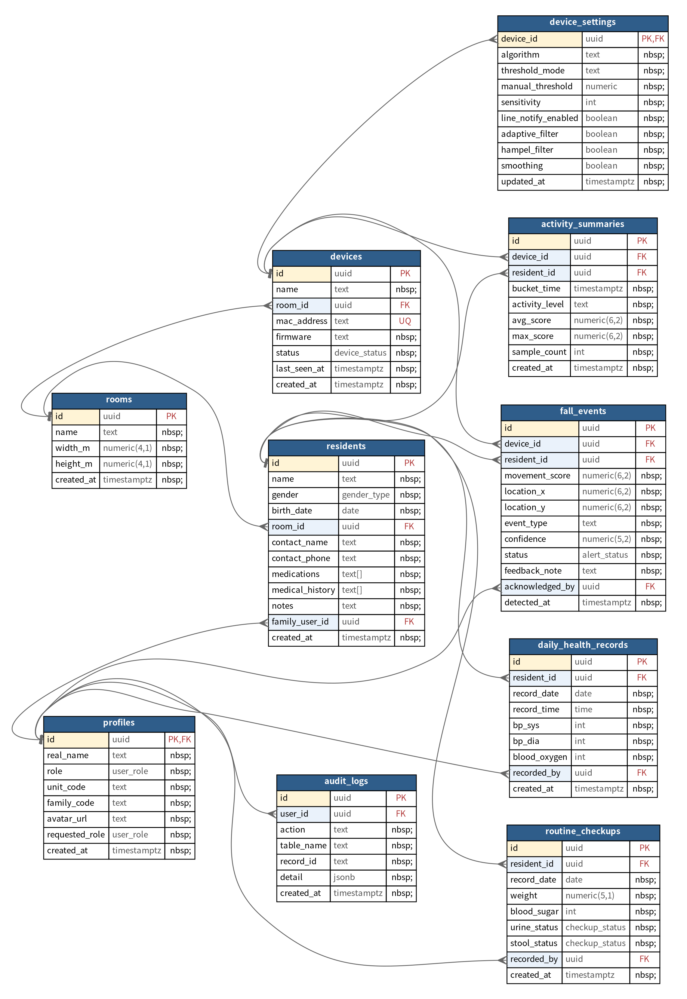 device_settings
device_id uuid PK,FK
algorithm text nbsp;
threshold_mode text nbsp;
manual_threshold numeric nbsp;
sensitivity int nbsp;
line_notify_enabled boolean nbsp;
adaptive_filter boolean nbsp;
hampel_filter boolean nbsp;
smoothing boolean nbsp;
updated_at timestamptz nbsp;
activity_summaries
id uuid PK
device_id uuid FK
resident_id uuid FK
bucket_time timestamptz nbsp;
activity_level text nbsp;
avg_score numeric(6,2) nbsp;
max_score numeric(6,2) nbsp;
sample_count int nbsp;
created_at timestamptz nbsp;
devices
id uuid PK
name text nbsp;
room_id uuid FK
mac_address text UQ
firmware text nbsp;
status device_status nbsp;
last_seen_at timestamptz nbsp;
created_at timestamptz nbsp;
rooms
id uuid PK
name text nbsp;
width_m numeric(4,1) nbsp;
height_m numeric(4,1) nbsp;
created_at timestamptz nbsp;
fall_events
id uuid PK
device_id uuid FK
resident_id uuid FK
movement_score numeric(6,2) nbsp;
location_x numeric(6,2) nbsp;
location_y numeric(6,2) nbsp;
event_type text nbsp;
confidence numeric(5,2) nbsp;
status alert_status nbsp;
feedback_note text nbsp;
acknowledged_by uuid FK
detected_at timestamptz nbsp;
residents
id uuid PK
name text nbsp;
gender gender_type nbsp;
birth_date date nbsp;
room_id uuid FK
contact_name text nbsp;
contact_phone text nbsp;
medications text[] nbsp;
medical_history text[] nbsp;
notes text nbsp;
family_user_id uuid FK
created_at timestamptz nbsp;
daily_health_records
id uuid PK
resident_id uuid FK
record_date date nbsp;
record_time time nbsp;
bp_sys int nbsp;
bp_dia int nbsp;
blood_oxygen int nbsp;
recorded_by uuid FK
created_at timestamptz nbsp;
profiles
id uuid PK,FK
real_name text nbsp;
role user_role nbsp;
unit_code text nbsp;
family_code text nbsp;
avatar_url text nbsp;
requested_role user_role nbsp;
created_at timestamptz nbsp;
audit_logs
id uuid PK
user_id uuid FK
action text nbsp;
table_name text nbsp;
record_id text nbsp;
detail jsonb nbsp;
created_at timestamptz nbsp;
routine_checkups
id uuid PK
resident_id uuid FK
record_date date nbsp;
weight numeric(5,1) nbsp;
blood_sugar int nbsp;
urine_status checkup_status nbsp;
stool_status checkup_status nbsp;
recorded_by uuid FK
created_at timestamptz nbsp;